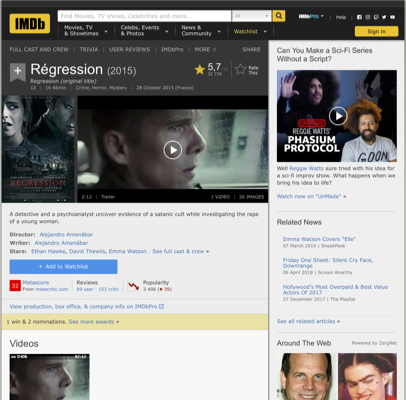 IMDb
Find Movies, TV shows, Celebrities and more...
All
IMDbPro
Help
Movies, TV
& Showtimes
Celebs, Events
& Photos
News &
Community
Watchlist
Sign in
FULL CAST AND CREW | TRIVIA | USER REVIEWS | IMDbPro | MORE
SHARE
Régression (2015)
Regression (original title)
12 | 1h 46min | Crime, Horror, Mystery | 28 October 2015 (France)
5,7
Rate
This
REGRESSION
2:12 | Trailer
1 VIDEO | 26 IMAGES
A detective and a psychoanalyst uncover evidence of a satanic cult while investigating the rape
of a young woman.
Director: Alejandro Amenábar
Writer: Alejandro Amenábar
Stars: Ethan Hawke, David Thewlis, Emma Watson | See full cast & crew »
+ Add to Watchlist
32
Metascore
From metacritic.com
Reviews
89 user | 153 critic
Popularity
3 406 (39)
View production, box office, & company info on IMDbPro
1 win & 2 nominations. See more awards »
Videos
Can You Make a Sci-Fi Series
Without a Script?
REGGIE WATTS'
PHASIUM
PROTOCOL
Well Reggie Watts sure tried with his idea for
a sci-fi improv show. What happens when we
bring his idea to life?
Watch now on "UnMade" »
Related News
Emma Watson Covers "Elle"
07 March 2019 | SneakPeek
Friday One Sheet: Silent Cry Face,
Downrange
06 April 2018 | Screen Anarchy
Hollywood's Most Overpaid & Best Value
Actors Of 2017
27 December 2017 | The Playlist
See all related articles »
Around The Web
Powered by ZergNet